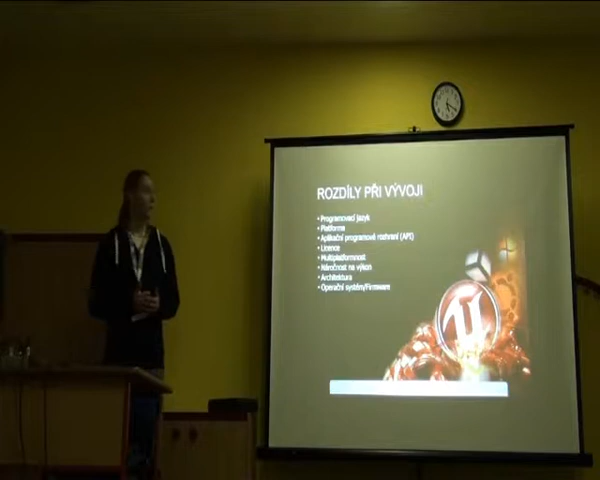 ROZDÍLY PŘI VÝVOJI
•Programovací jazyk
•Platforma
•Aplikační programové rozhraní (API)
•Licence
•Multiplatformnost
•Náročnost na výkon
•Architektura
•Operační systém/Firmware